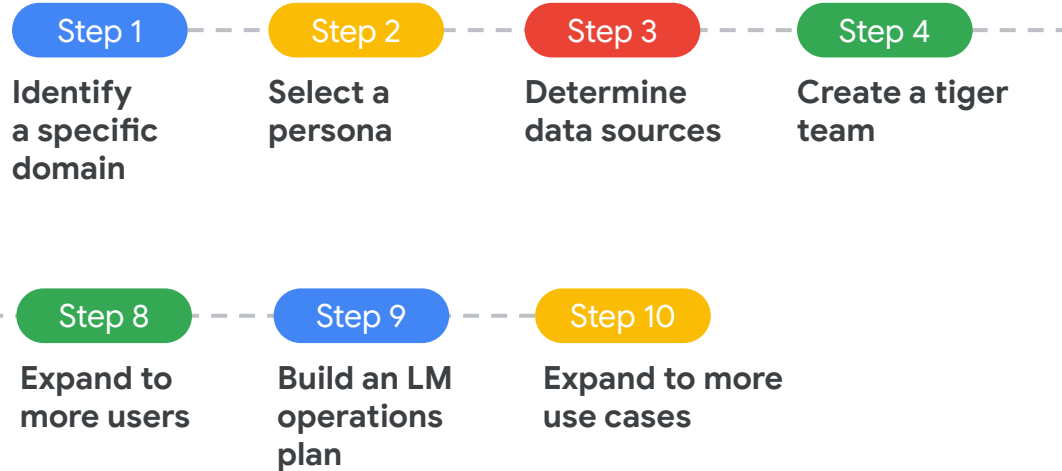 Step 1
Step 2
Step 3
Step 4
Identify
a specific
domain
Select a
persona
Determine
data sources
Create a tiger
team
Step 8
Step 9
Step 10
Expand to
more users
Build an LM
operations
plan
Expand to more
use cases